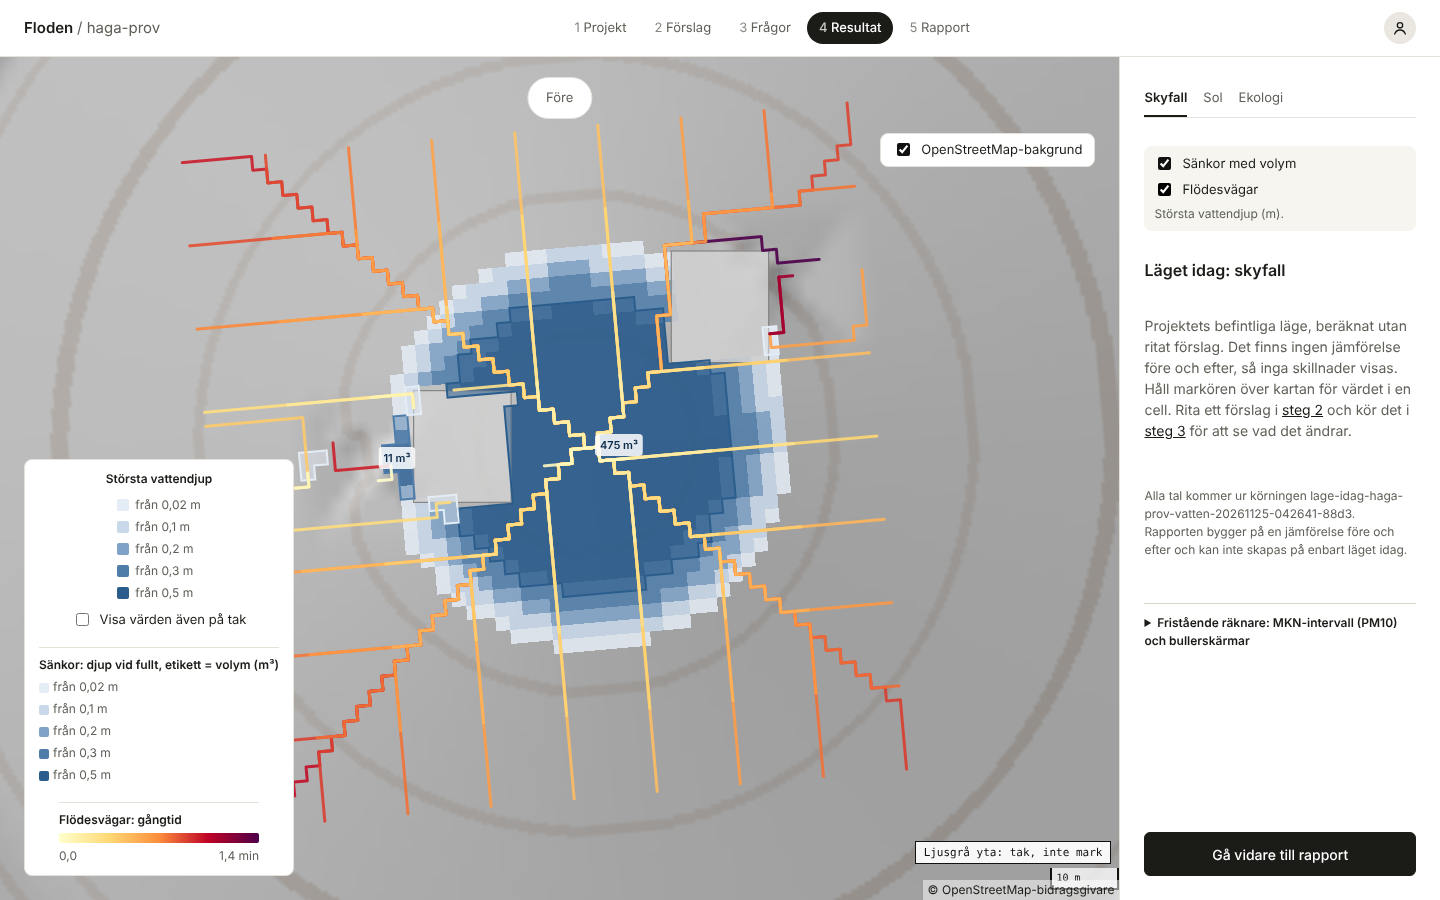 Floden / haga-prov
1 Projekt
2 Förslag
3 Frågor
4 Resultat
5 Rapport
Före
OpenStreetMap-bakgrund
475 m³
11 m³
Största vattendjup
från 0,02 m
från 0,1 m
från 0,2 m
från 0,3 m
från 0,5 m
Visa värden även på tak
Sänkor: djup vid fullt, etikett = volym (m³)
från 0,02 m
från 0,1 m
från 0,2 m
från 0,3 m
från 0,5 m
Flödesvägar: gångtid
0,0
1,4 min
Ljusgrå yta: tak, inte mark
10 m
© OpenStreetMap-bidragsgivare
Skyfall
Sol
Ekologi
Sänkor med volym
Flödesvägar
Största vattendjup (m).
Läget idag: skyfall
Projektets befintliga läge, beräknat utan
ritat förslag. Det finns ingen jämförelse
före och efter, så inga skillnader visas.
Håll markören över kartan för värdet i en
cell. Rita ett förslag i steg 2 och kör det i
steg 3 för att se vad det ändrar.
Alla tal kommer ur körningen lage-idag-haga-
prov-vatten-20261125-042641-88d3.
Rapporten bygger på en jämförelse före och
efter och kan inte skapas på enbart läget idag.
Fristående räknare: MKN-intervall (PM10)
och bullerskärmar
Gå vidare till rapport